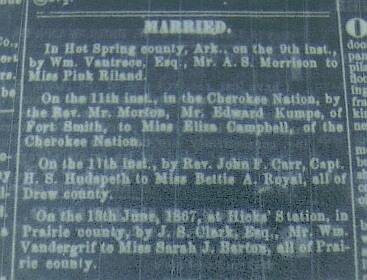 MARRIED.
In Hot Spring county, Ark., on the 9th inst.,
by Wm. Vantrece, Esq., Mr. A. S. Morrison to
Miss Pink Riland.
On the 11th inst., in the Cherokee Nation, by
the Rev. Mr. Morton, Mr. Edward Kumpe, of
Fort Smith, to Miss Eliza Campbell, of the
Cherokee Nation.
On the 11th inst., by Rev. John F. Carr, Capt.
H. S. Hudspeth to Miss Bettie A. Royal, all of
Drew county.
On the 13th June, 1867, at Hicks' Station, in
Prairie county, by J. S. Clark, Esq., Mr. Wm.
Vandergrif to Miss Sarah J. Barton, all of Prai-
rie county.